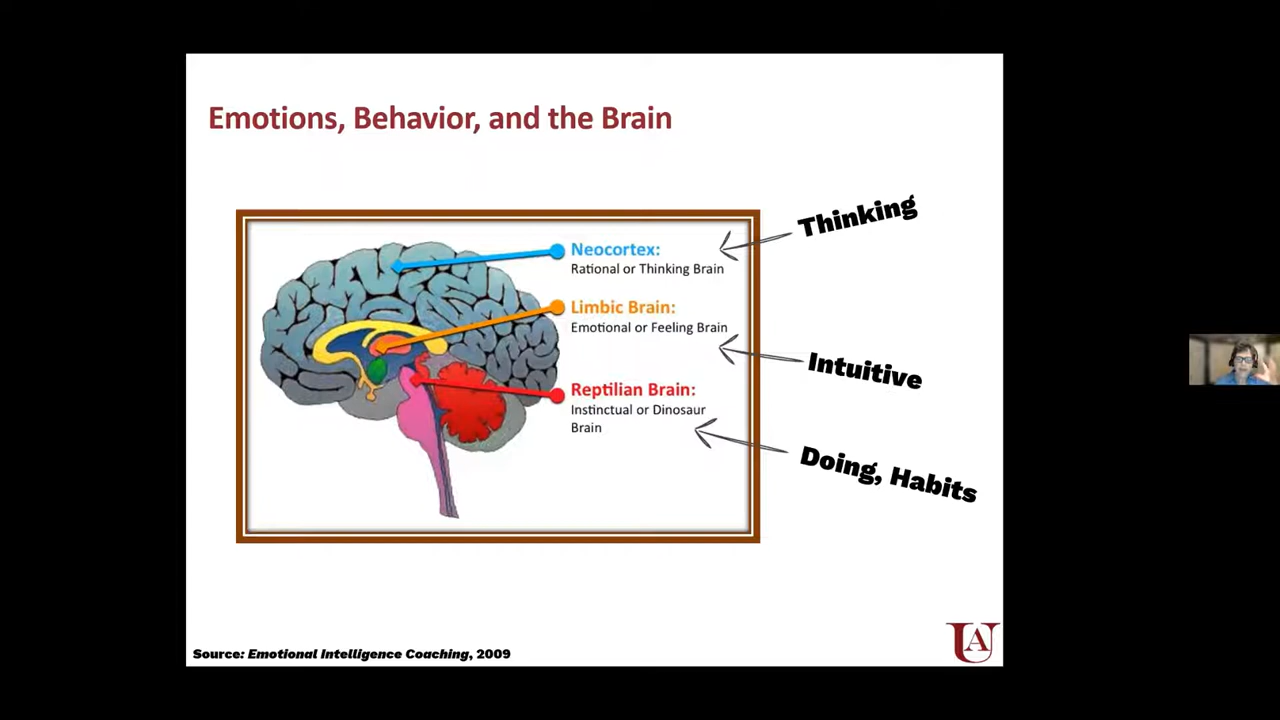 Emotions, Behavior, and the Brain
Thinking
Neocortex:
Rational or Thinking Brain
Limbic Brain:
Emotional or Feeling Brain
Intuitive
Reptilian Brain:
Instinctual or Dinosaur
Brain
Doing, Habits
Source: Emotional Intelligence Coaching, 2009
UA